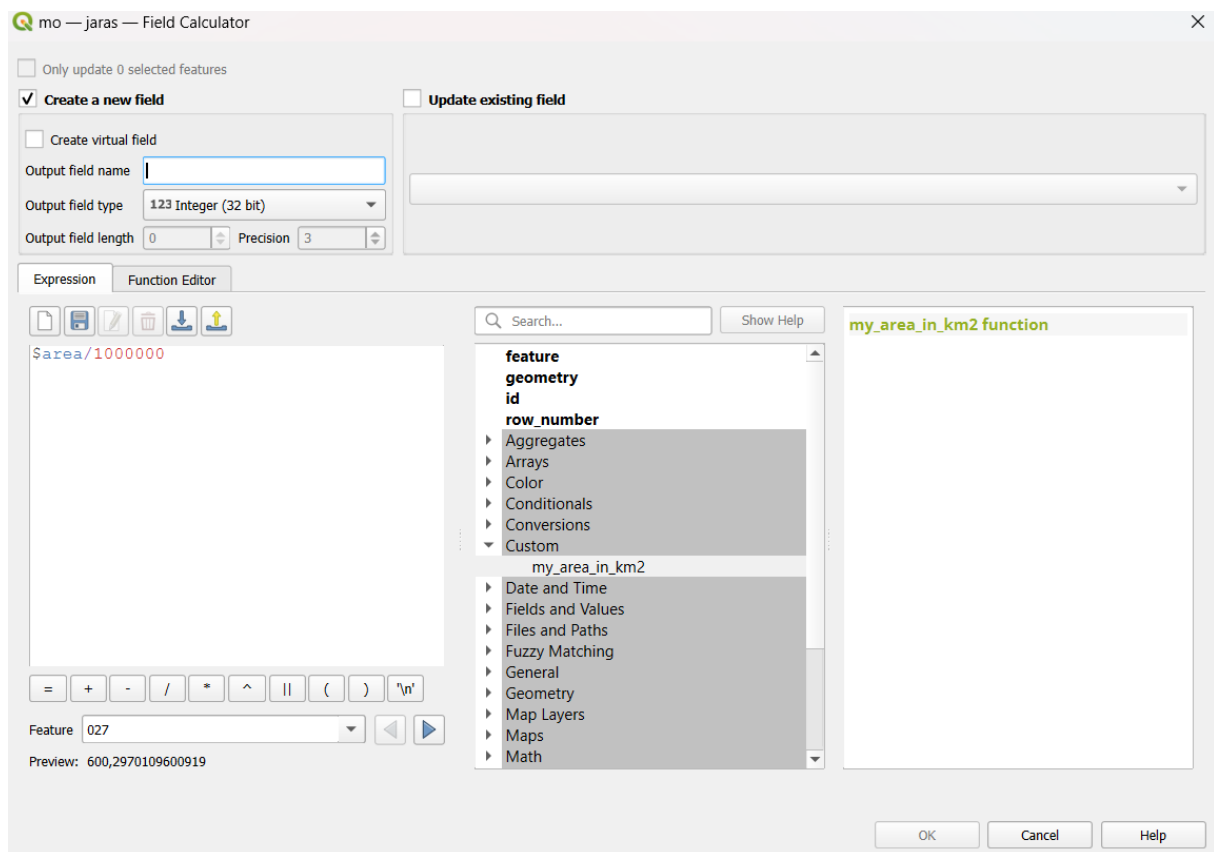 mo — jaras — Field Calculator
Only update 0 selected features
Create a new field
Update existing field
Create virtual field
Output field name
Output field type 123 Integer (32 bit)
Output field length 0 Precision 3
Expression Function Editor
Search... Show Help
my_area_in_km2 function
$area/1000000
feature
geometry
id
row_number
Aggregates
Arrays
Color
Conditionals
Conversions
Custom
my_area_in_km2
Date and Time
Fields and Values
Files and Paths
Fuzzy Matching
General
Geometry
Map Layers
Maps
Math
= + - / * ^ || ( ) '\n'
Feature 027
Preview: 600,2970109600919
OK Cancel Help